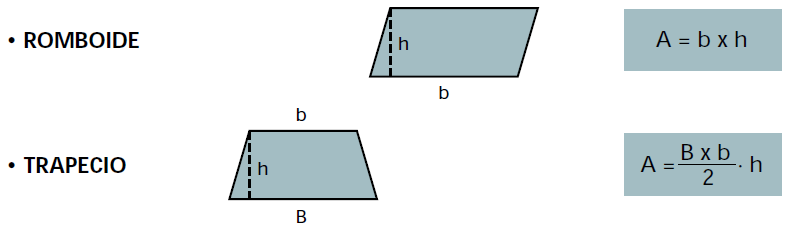 • ROMBOIDE
h
b
A = b x h
b
• TRAPECIO
h
B
A = B x b / 2 · h